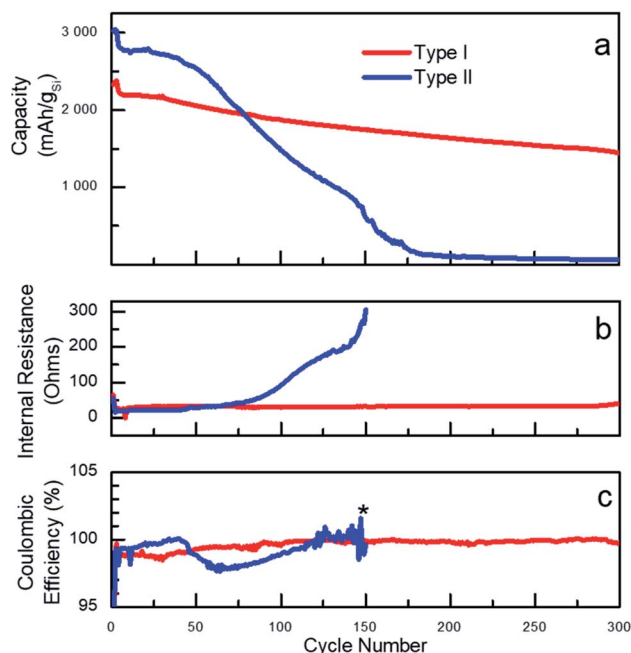 a
Type I
Type II
Capacity
(mAh/gSi)
3 000
2 000
1 000
b
Internal Resistance
(Ohms)
300
200
100
0
c
*
Coulombic
Efficiency (%)
105
100
95
0 50 100 150 200 250 300
Cycle Number